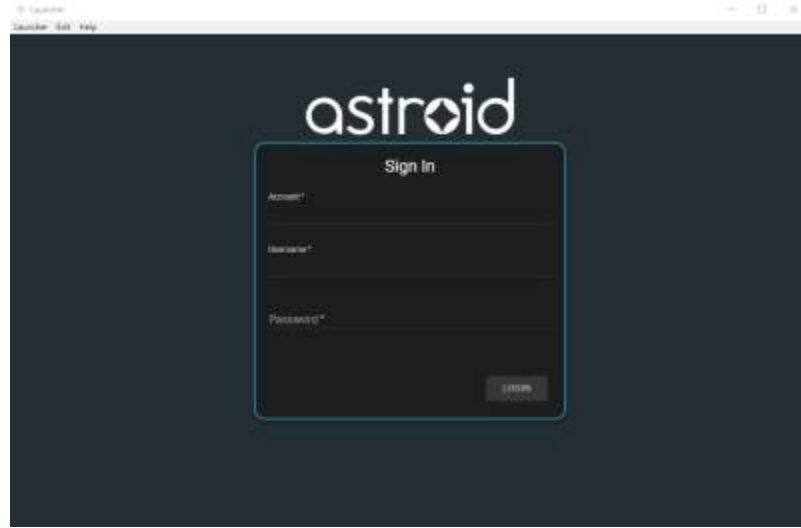 Launcher
Launcher Edit Help
astroid
Sign In
Account*
Username*
Password*
LOGIN